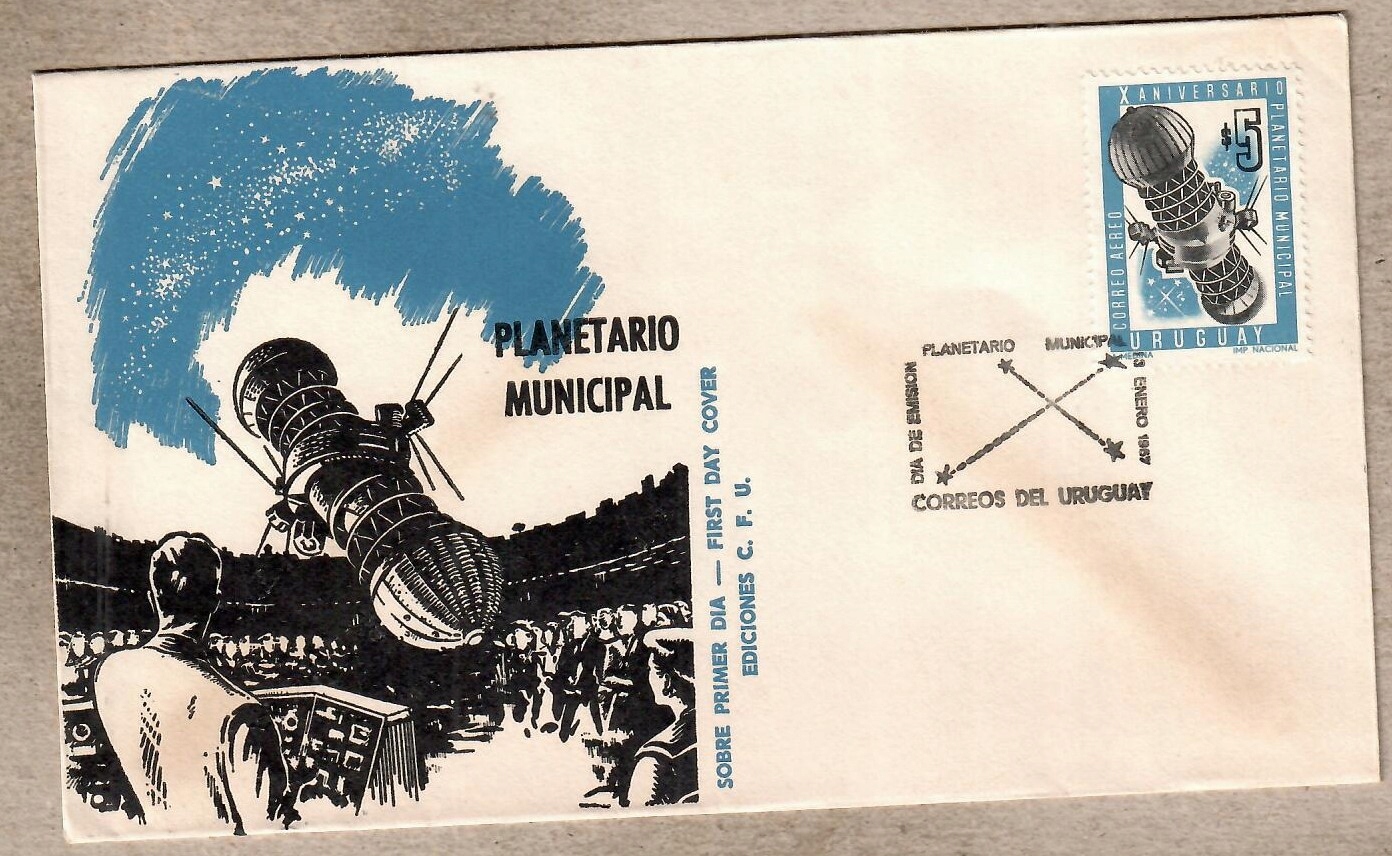 PLANETARIO
MUNICIPAL
SOBRE PRIMER DIA — FIRST DAY COVER
EDICIONES C. F. U.
X ANIVERSARIO
PLANETARIO MUNICIPAL
$5
CORREO AEREO
URUGUAY
MEDINA
IMP NACIONAL
PLANETARIO MUNICIPAL
DIA DE EMISION
ENERO 1967
CORREOS DEL URUGUAY